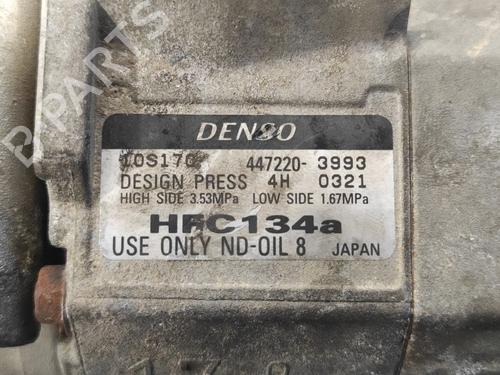 DENSO
10S17C 447220- 3993
DESIGN PRESS 4H 0321
HIGH SIDE 3.53MPa LOW SIDE 1.67MPa
HFC134a
USE ONLY ND-OIL 8 JAPAN
B-PARTS